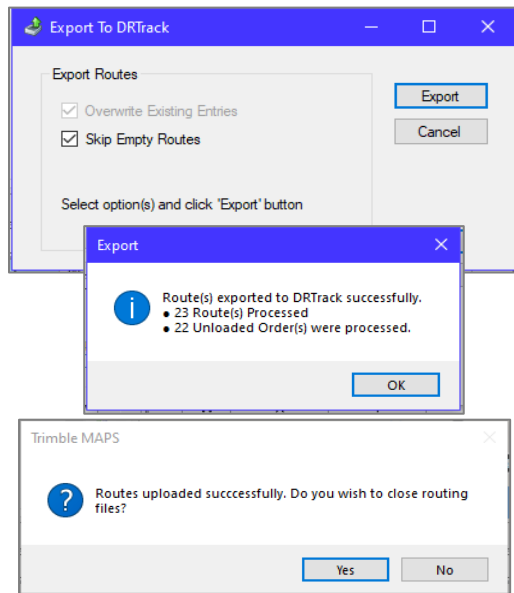 Export To DRTrack
Export Routes
Overwrite Existing Entries
Skip Empty Routes
Select option(s) and click 'Export' button
Export
Cancel
Export
Route(s) exported to DRTrack successfully.
● 23 Route(s) Processed
● 22 Unloaded Order(s) were processed.
OK
Trimble MAPS
Routes uploaded succcessfully. Do you wish to close routing
files?
Yes
No